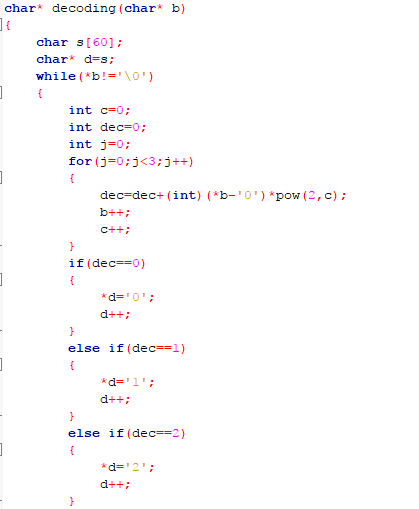 char* decoding(char* b)
{
    char s[60];
    char* d=s;
    while(*b!='\0')
    {
        int c=0;
        int dec=0;
        int j=0;
        for(j=0;j<3;j++)
        {
            dec=dec+(int)(*b-'0')*pow(2,c);
            b++;
            c++;
        }
        if(dec==0)
        {
            *d='0';
            d++;
        }
        else if(dec==1)
        {
            *d='1';
            d++;
        }
        else if(dec==2)
        {
            *d='2';
            d++;
        }